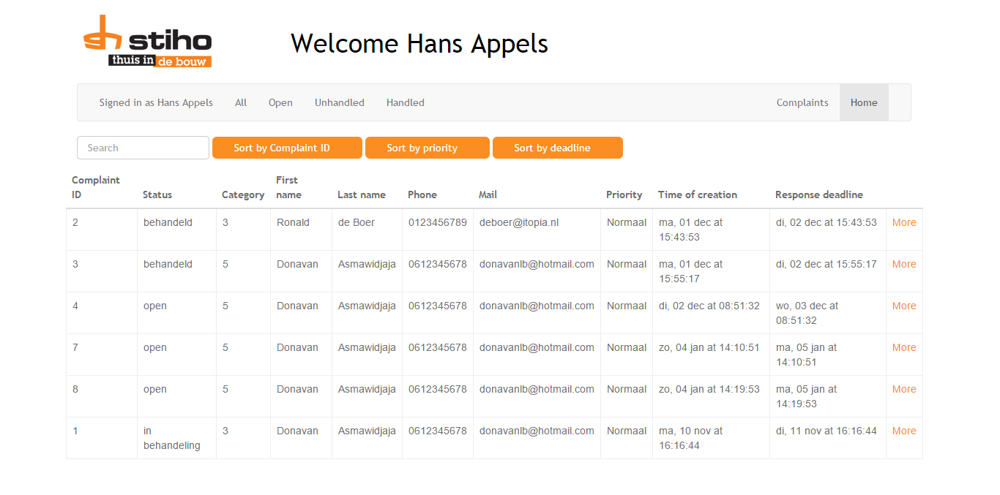 stiho
thuis in de bouw
Welcome Hans Appels
Signed in as Hans Appels All Open Unhandled Handled Complaints Home
Search Sort by Complaint ID Sort by priority Sort by deadline
Complaint ID Status Category First name Last name Phone Mail Priority Time of creation Response deadline
2 behandeld 3 Ronald de Boer 0123456789 deboer@itopia.nl Normaal ma, 01 dec at 15:43:53 di, 02 dec at 15:43:53 More
3 behandeld 5 Donavan Asmawidjaja 0612345678 donavanlb@hotmail.com Normaal ma, 01 dec at 15:55:17 di, 02 dec at 15:55:17 More
4 open 5 Donavan Asmawidjaja 0612345678 donavanlb@hotmail.com Normaal di, 02 dec at 08:51:32 wo, 03 dec at 08:51:32 More
7 open 5 Donavan Asmawidjaja 0612345678 donavanlb@hotmail.com Normaal zo, 04 jan at 14:10:51 ma, 05 jan at 14:10:51 More
8 open 5 Donavan Asmawidjaja 0612345678 donavanlb@hotmail.com Normaal zo, 04 jan at 14:19:53 ma, 05 jan at 14:19:53 More
1 in behandeling 3 Donavan Asmawidjaja 0612345678 donavanlb@hotmail.com Normaal ma, 10 nov at 16:16:44 di, 11 nov at 16:16:44 More